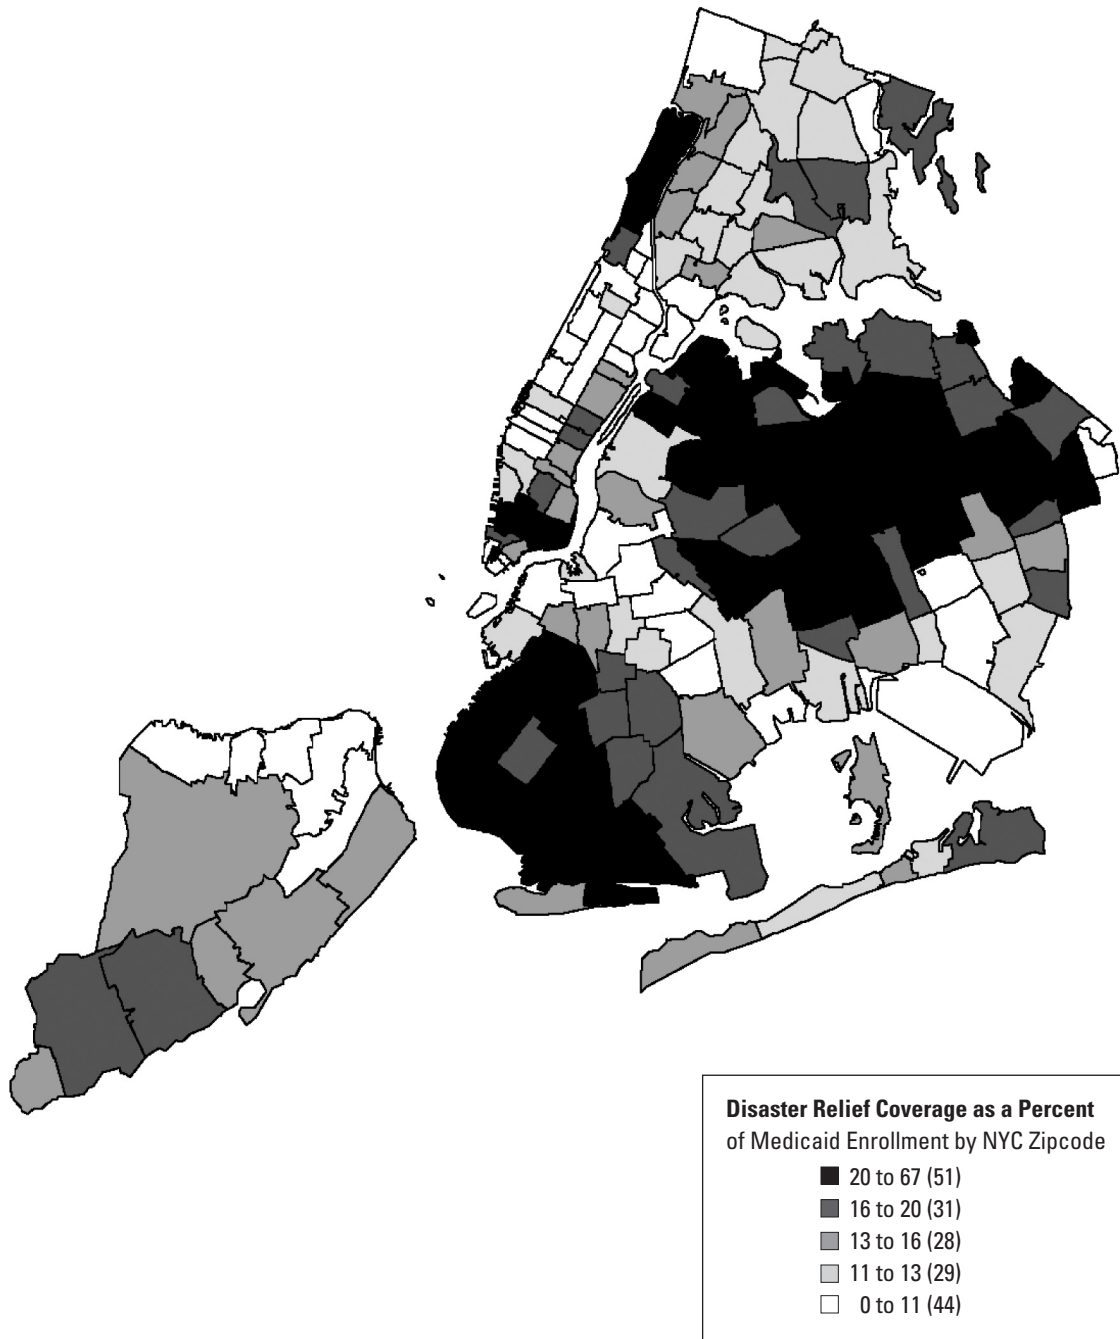 Disaster Relief Coverage as a Percent
of Medicaid Enrollment by NYC Zipcode
20 to 67 (51)
16 to 20 (31)
13 to 16 (28)
11 to 13 (29)
0 to 11 (44)